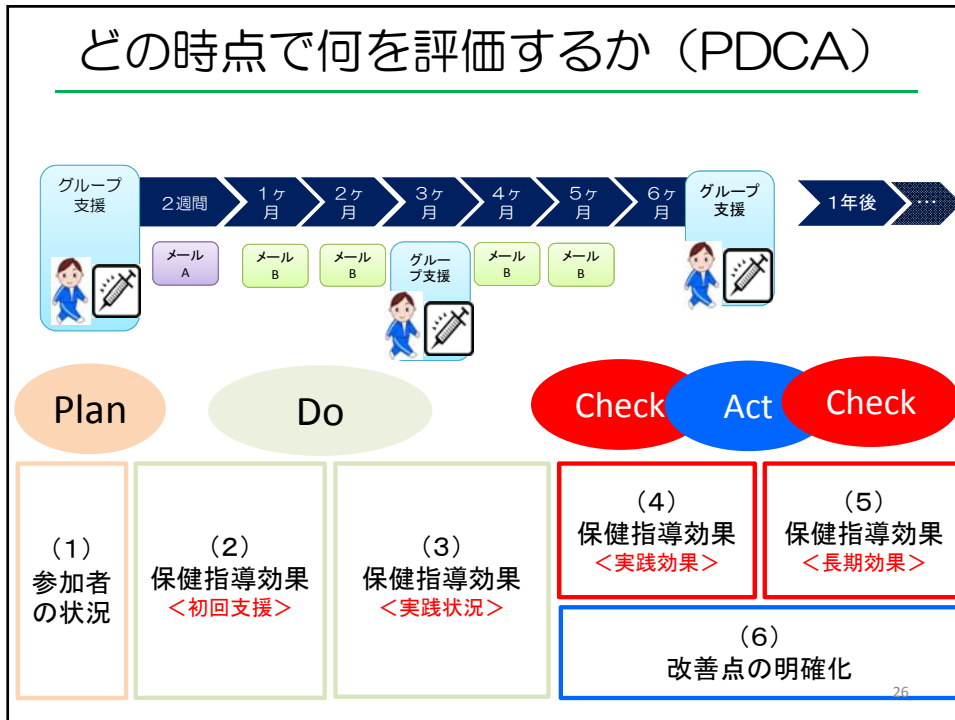 どの時点で何を評価するか（PDCA）
グループ
支援
２週間
１ヶ
月
２ヶ
月
３ヶ
月
４ヶ
月
５ヶ
月
６ヶ
月
グループ
支援
１年後
…
メール
A
メール
B
メール
B
グルー
プ支援
メール
B
メール
B
Plan
Do
Check
Act
Check
（1）
参加者
の状況
（2）
保健指導効果
＜初回支援＞
（3）
保健指導効果
＜実践状況＞
（4）
保健指導効果
＜実践効果＞
（5）
保健指導効果
＜長期効果＞
（6）
改善点の明確化
26